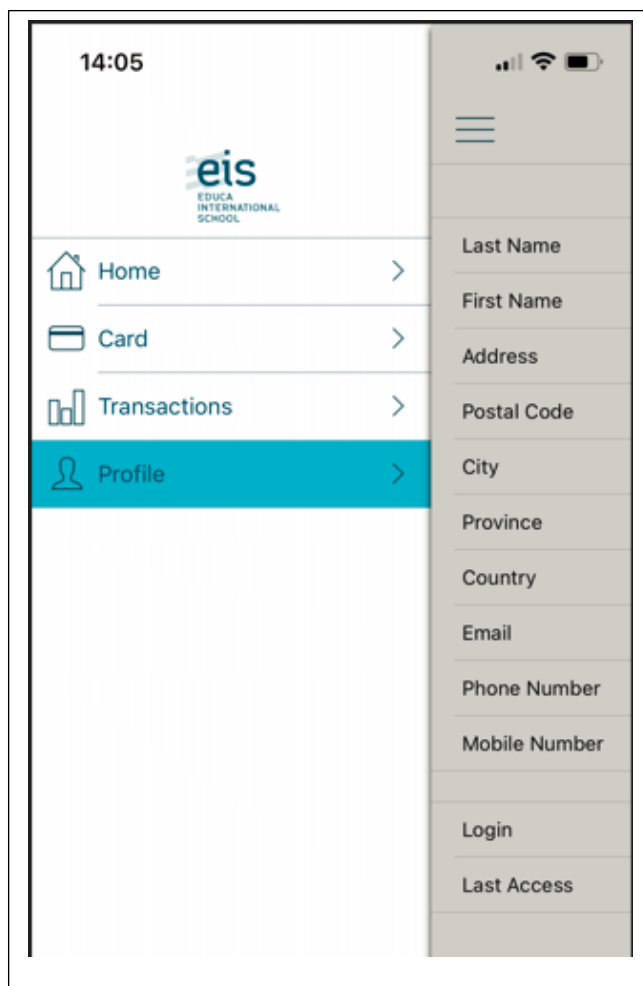 14:05
eis
EDUCA
INTERNATIONAL
SCHOOL
Home
Card
Transactions
Profile
Last Name
First Name
Address
Postal Code
City
Province
Country
Email
Phone Number
Mobile Number
Login
Last Access